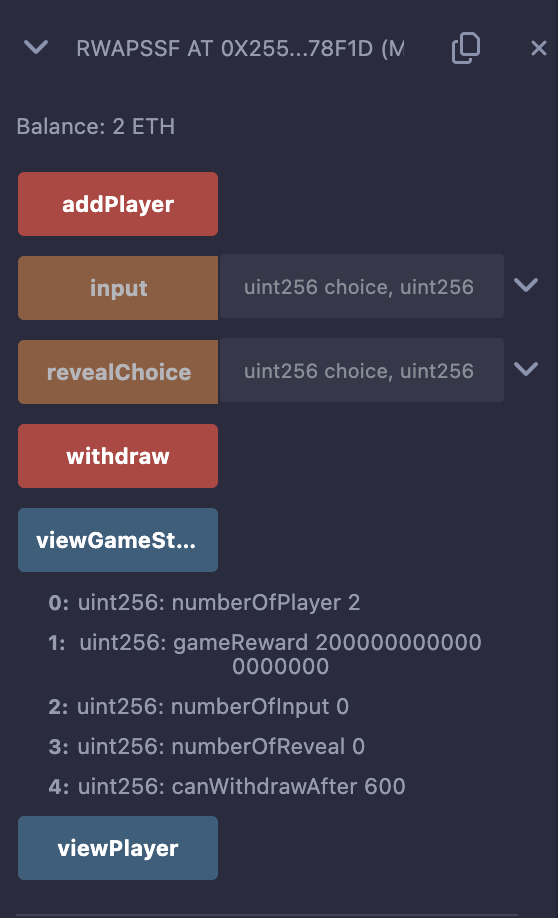 RWAPSSF AT 0X255...78F1D (M
Balance: 2 ETH
addPlayer
input
uint256 choice, uint256
revealChoice
uint256 choice, uint256
withdraw
viewGameSt...
0: uint256: numberOfPlayer 2
1: uint256: gameReward 200000000000
0000000
2: uint256: numberOfInput 0
3: uint256: numberOfReveal 0
4: uint256: canWithdrawAfter 600
viewPlayer